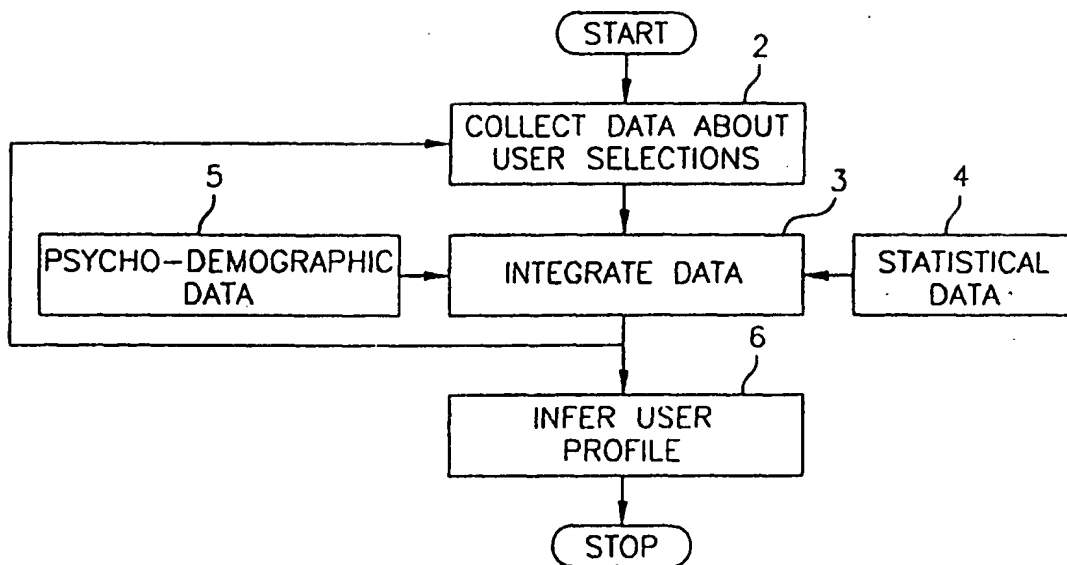 START
2
COLLECT DATA ABOUT
USER SELECTIONS
5
3
4
PSYCHO-DEMOGRAPHIC
DATA
INTEGRATE DATA
STATISTICAL
DATA
6
INFER USER
PROFILE
STOP